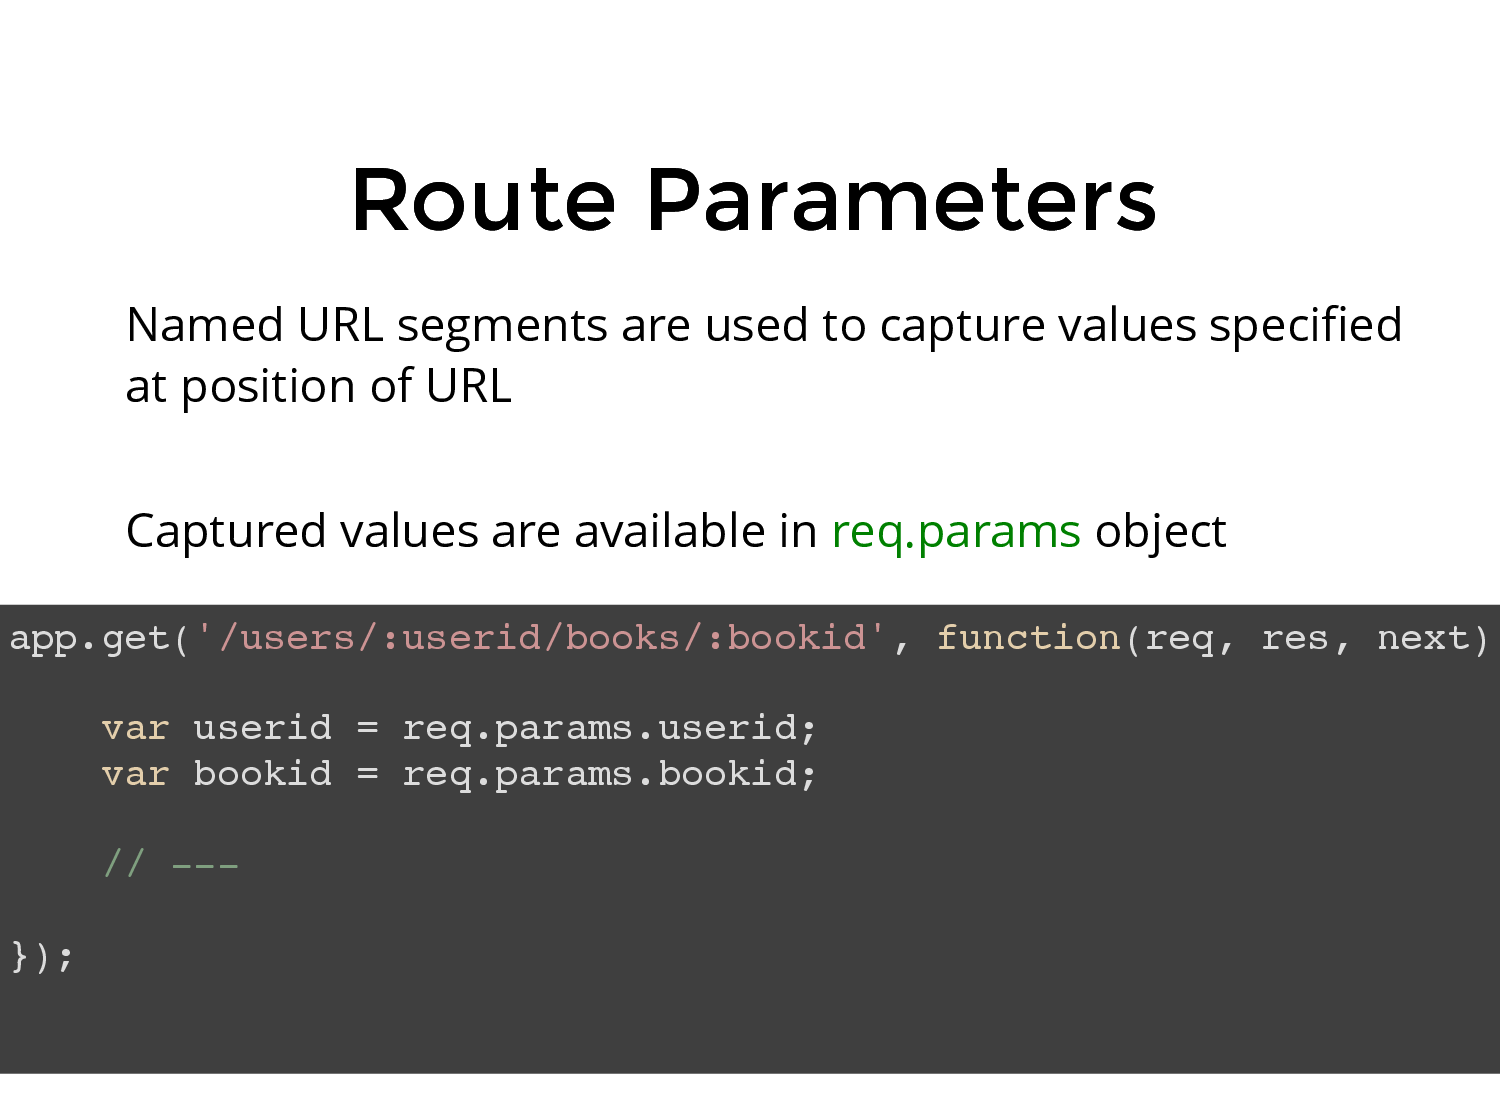 Route Parameters
Named URL segments are used to capture values specified
at position of URL
Captured values are available in req.params object
app.get('/users/:userid/books/:bookid', function(req, res, next)
    var userid = req.params.userid;
    var bookid = req.params.bookid;
    // ---
});